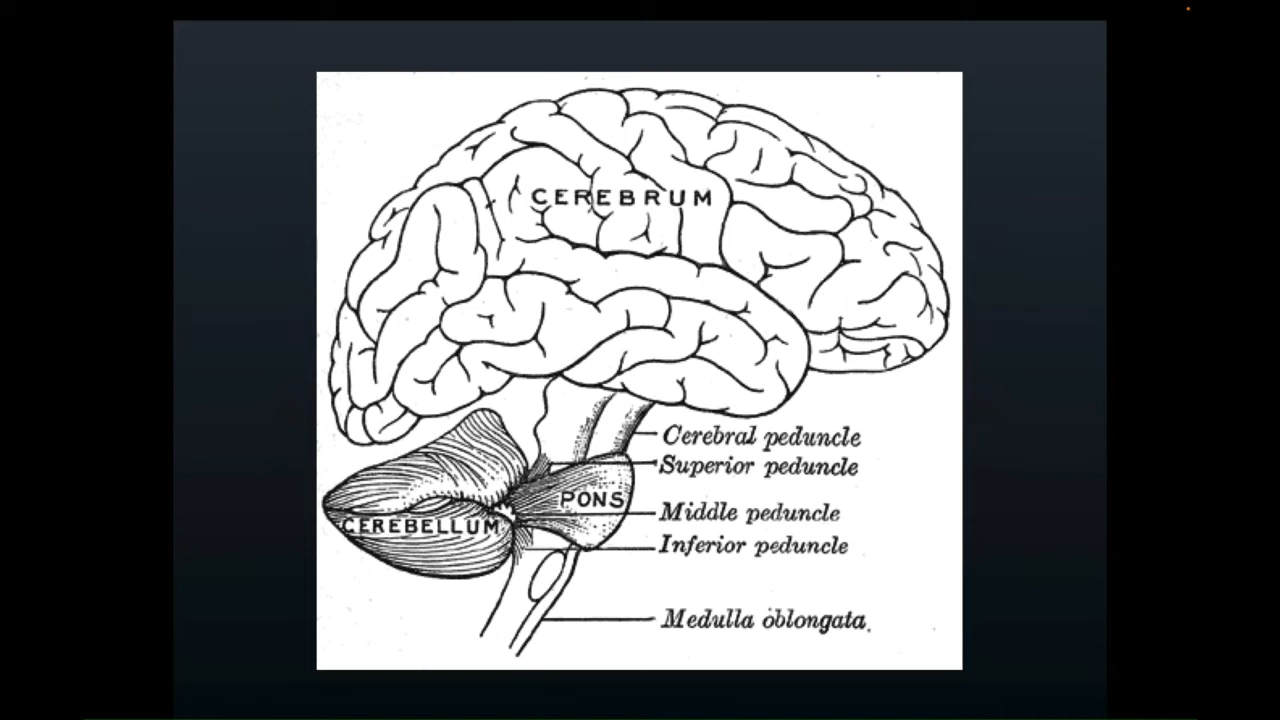 CEREBRUM
Cerebral peduncle
Superior peduncle
PONS
Middle peduncle
CEREBELLUM
Inferior peduncle
Medulla oblongata.